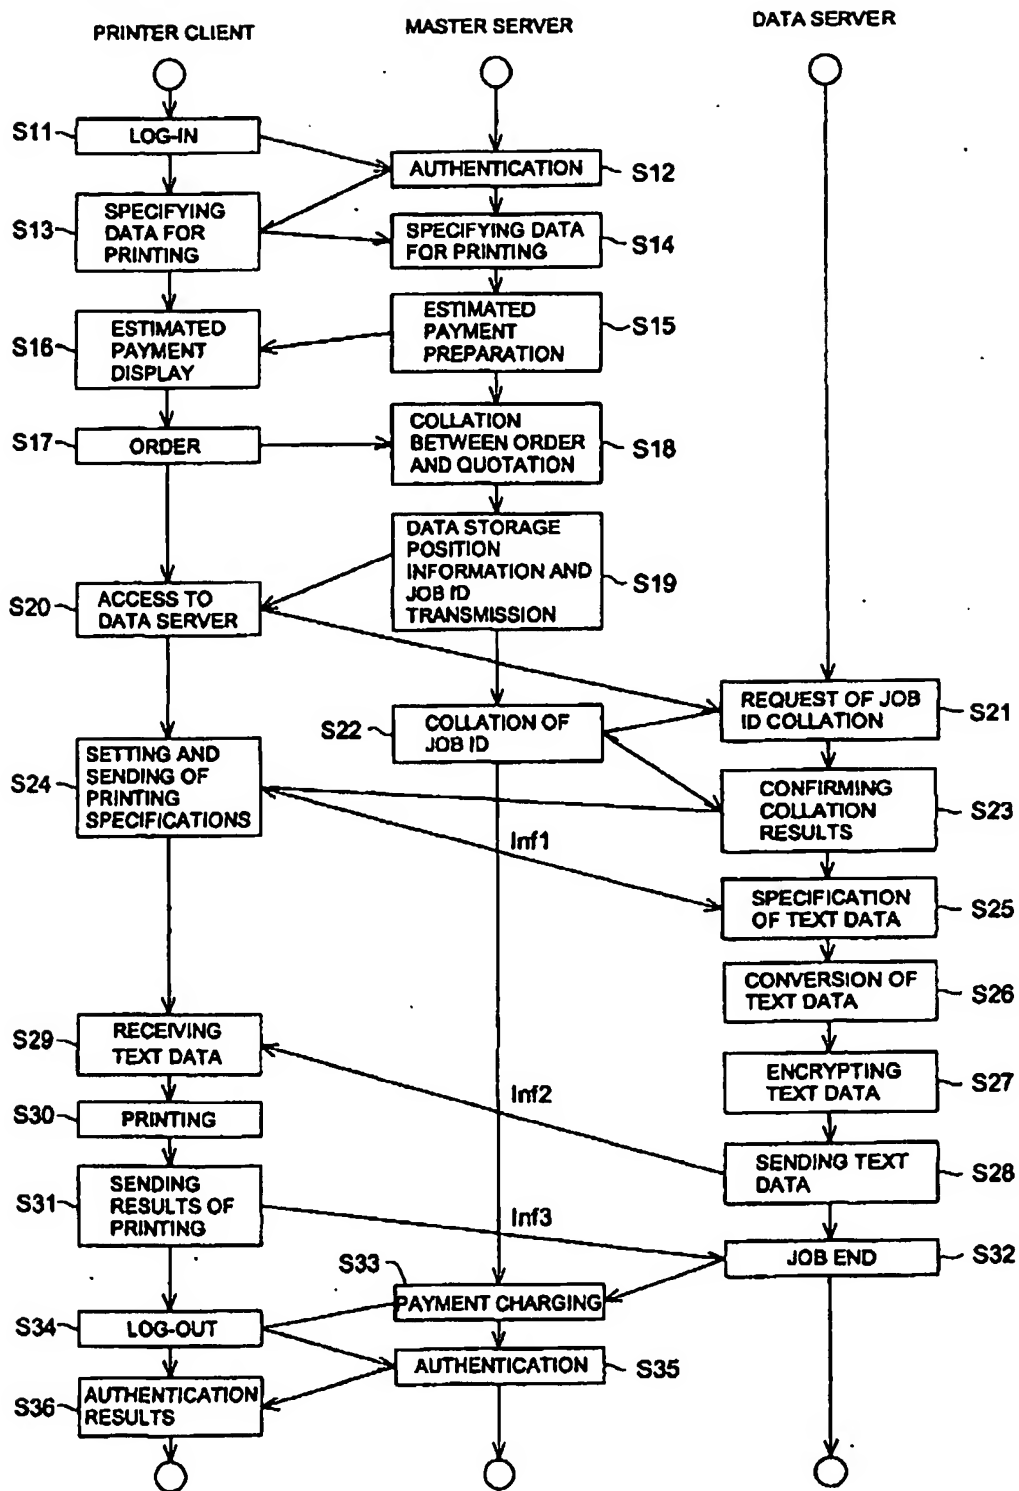 PRINTER CLIENT
MASTER SERVER
DATA SERVER
S11
LOG-IN
AUTHENTICATION
S12
S13
SPECIFYING
DATA FOR
PRINTING
SPECIFYING DATA
FOR PRINTING
S14
ESTIMATED
PAYMENT
PREPARATION
S15
S16
ESTIMATED
PAYMENT
DISPLAY
S17
ORDER
COLLATION
BETWEEN ORDER
AND QUOTATION
S18
DATA STORAGE
POSITION
INFORMATION AND
JOB ID
TRANSMISSION
S19
S20
ACCESS TO
DATA SERVER
REQUEST OF JOB
ID COLLATION
S21
S22
COLLATION OF
JOB ID
S24
SETTING AND
SENDING OF
PRINTING
SPECIFICATIONS
CONFIRMING
COLLATION
RESULTS
S23
Inf1
SPECIFICATION
OF TEXT DATA
S25
CONVERSION OF
TEXT DATA
S26
S29
RECEIVING
TEXT DATA
ENCRYPTING
TEXT DATA
S27
Inf2
S30
PRINTING
SENDING TEXT
DATA
S28
S31
SENDING
RESULTS OF
PRINTING
Inf3
JOB END
S32
S33
PAYMENT CHARGING
S34
LOG-OUT
AUTHENTICATION
S35
S36
AUTHENTICATION
RESULTS